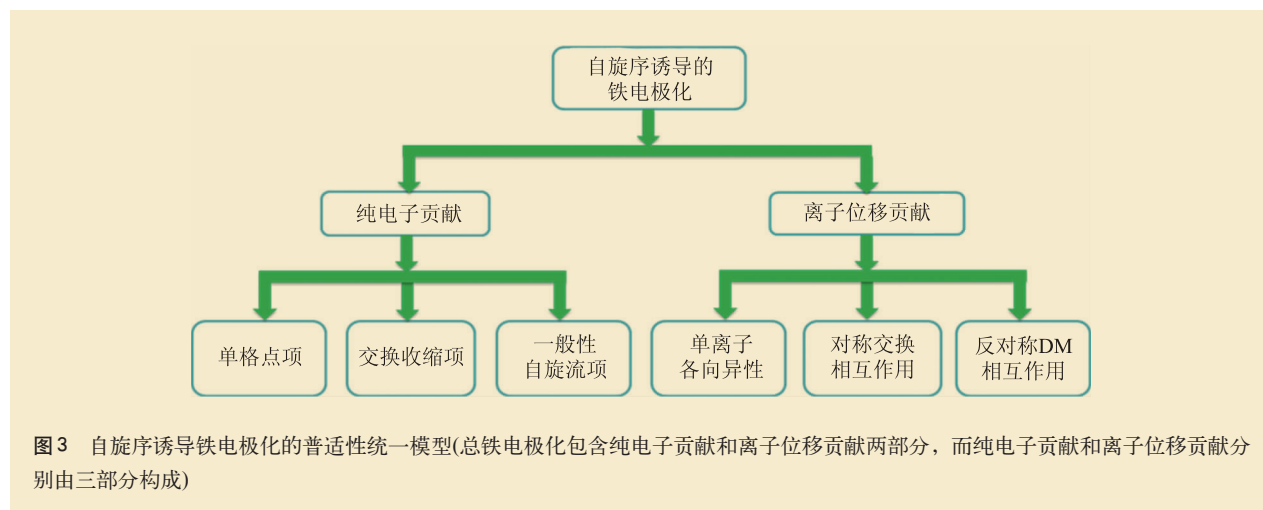 自旋序诱导的
铁电极化
纯电子贡献
离子位移贡献
单格点项
交换收缩项
一般性
自旋流项
单离子
各向异性
对称交换
相互作用
反对称DM
相互作用
图3 自旋序诱导铁电极化的普适性统一模型(总铁电极化包含纯电子贡献和离子位移贡献两部分，而纯电子贡献和离子位移贡献分
别由三部分构成)